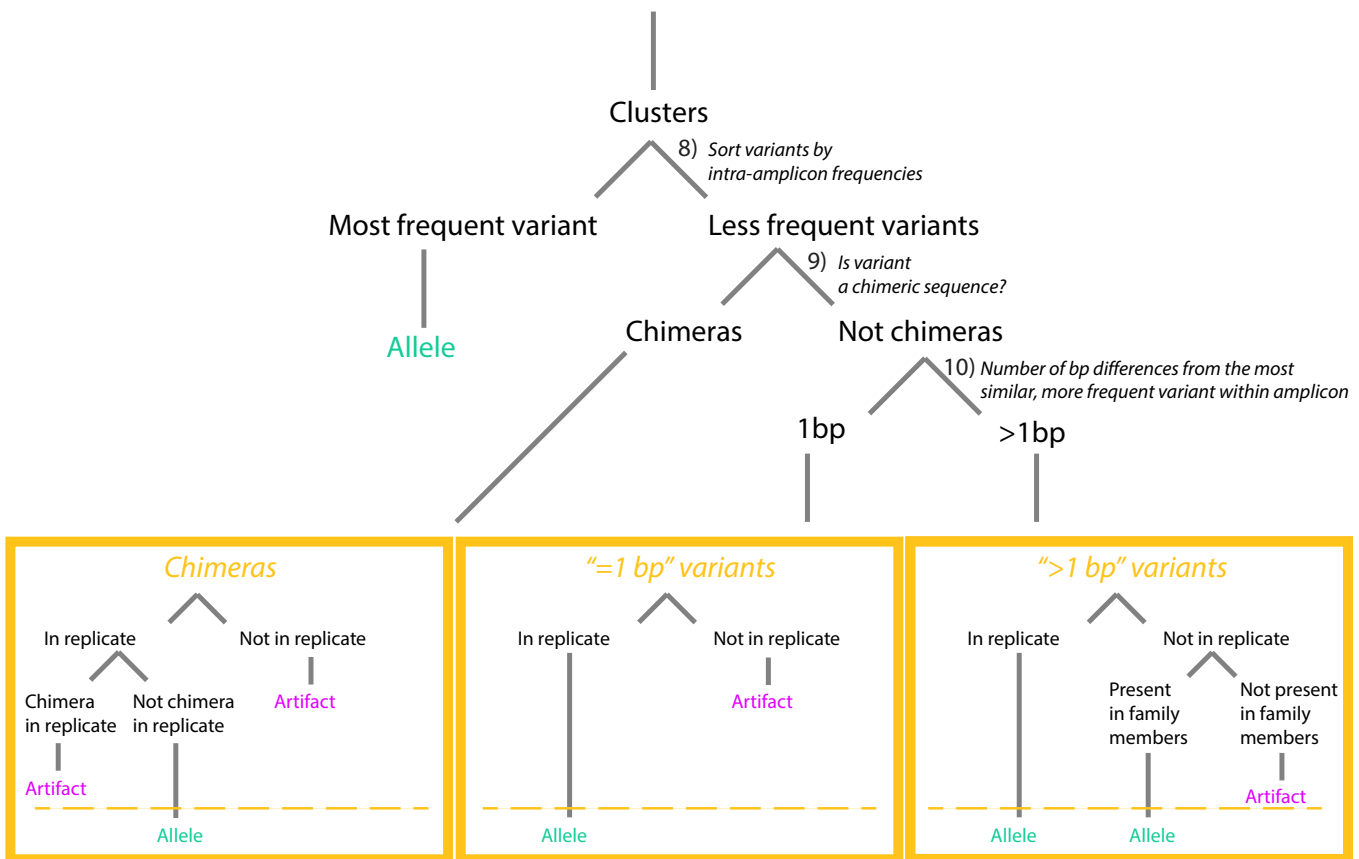 Clusters
8) Sort variants by
intra-amplicon frequencies
Most frequent variant
Less frequent variants
9) Is variant
a chimeric sequence?
Allele
Chimeras
Not chimeras
10) Number of bp differences from the most
similar, more frequent variant within amplicon
1bp
>1bp
Chimeras
In replicate
Not in replicate
Chimera
in replicate
Not chimera
in replicate
Artifact
Artifact
Allele
“=1 bp” variants
In replicate
Not in replicate
Artifact
Allele
“>1 bp” variants
In replicate
Not in replicate
Present
in family
members
Not present
in family
members
Artifact
Allele
Allele